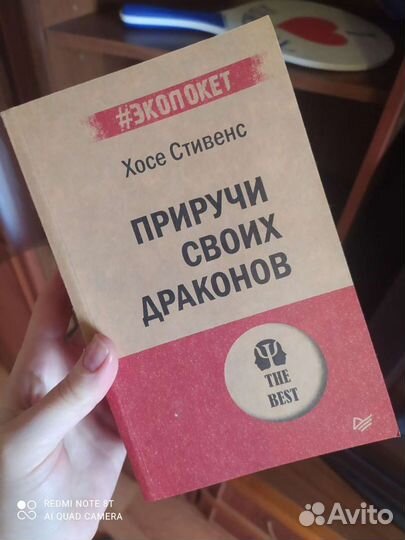 #ЭКОПОКЕТ
Хосе Стивенс
ПРИРУЧИ
СВОИХ
ДРАКОНОВ
Ψ
THE
BEST
REDMI NOTE 8T
AI QUAD CAMERA
Avito